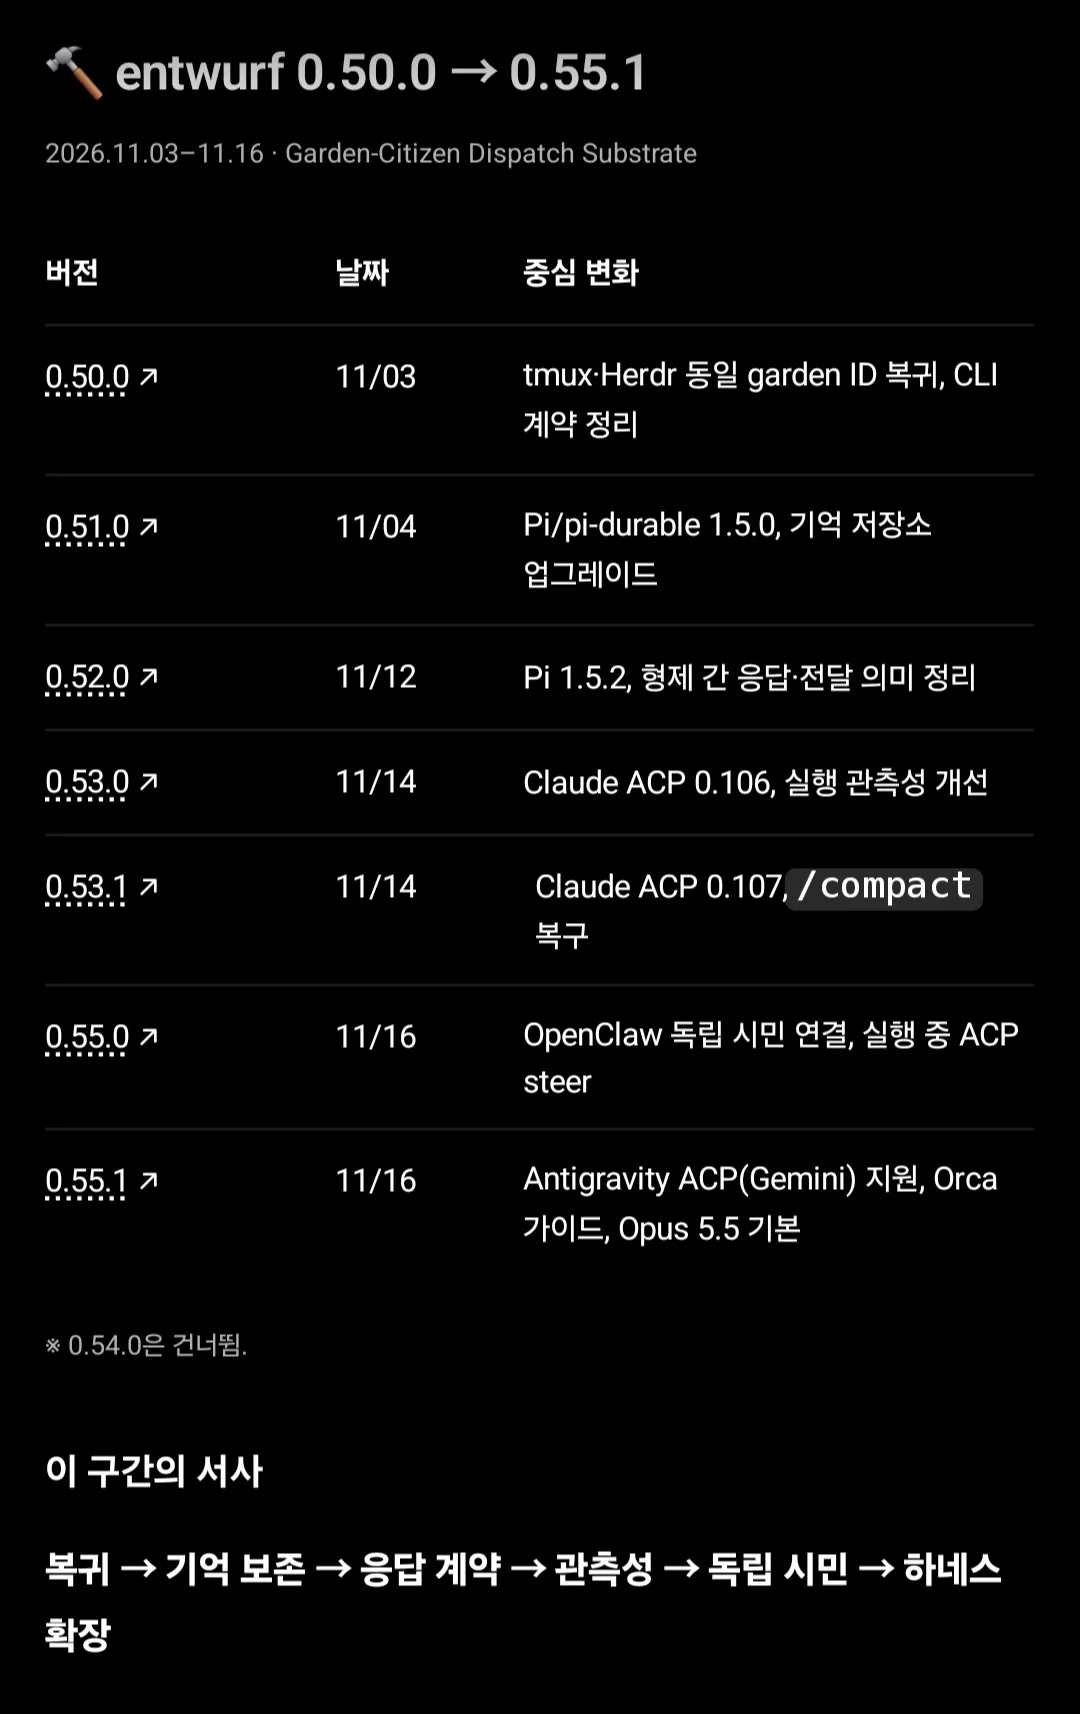 🔨 entwurf 0.50.0 → 0.55.1
2026.11.03–11.16 · Garden-Citizen Dispatch Substrate
버전 날짜 중심 변화
0.50.0 ↗ 11/03 tmux·Herdr 동일 garden ID 복귀, CLI
계약 정리
0.51.0 ↗ 11/04 Pi/pi-durable 1.5.0, 기억 저장소
업그레이드
0.52.0 ↗ 11/12 Pi 1.5.2, 형제 간 응답·전달 의미 정리
0.53.0 ↗ 11/14 Claude ACP 0.106, 실행 관측성 개선
0.53.1 ↗ 11/14 Claude ACP 0.107, /compact
복구
0.55.0 ↗ 11/16 OpenClaw 독립 시민 연결, 실행 중 ACP
steer
0.55.1 ↗ 11/16 Antigravity ACP(Gemini) 지원, Orca
가이드, Opus 5.5 기본
※ 0.54.0은 건너뜀.
이 구간의 서사
복귀 → 기억 보존 → 응답 계약 → 관측성 → 독립 시민 → 하네스
확장